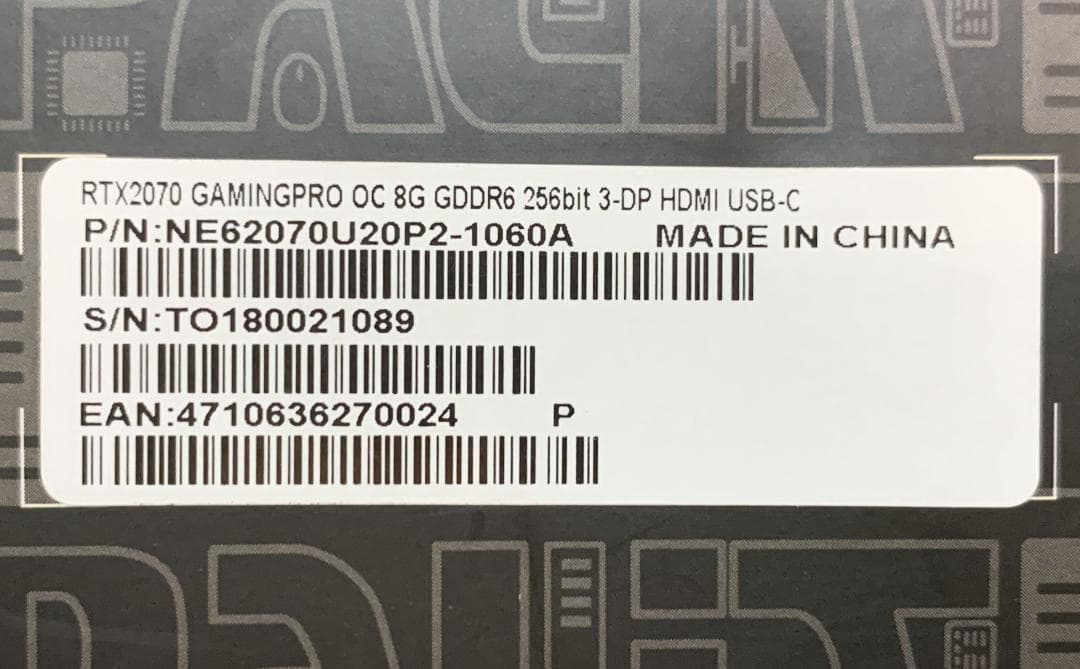 RTX2070 GAMINGPRO OC 8G GDDR6 256bit 3-DP HDMI USB-C
P/N:NE62070U20P2-1060A MADE IN CHINA
S/N:TO180021089
EAN:4710636270024 P